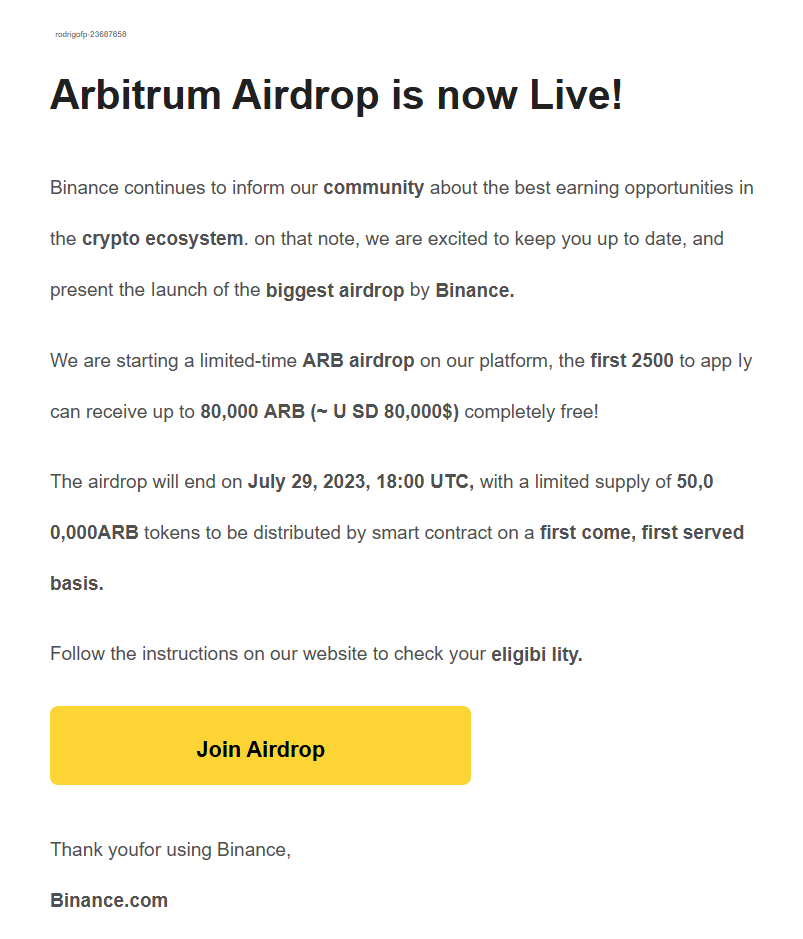 rodrigofp-23687658
Arbitrum Airdrop is now Live!
Binance continues to inform our community about the best earning opportunities in
the crypto ecosystem. on that note, we are excited to keep you up to date, and
present the launch of the biggest airdrop by Binance.
We are starting a limited-time ARB airdrop on our platform, the first 2500 to app ly
can receive up to 80,000 ARB (~ U SD 80,000$) completely free!
The airdrop will end on July 29, 2023, 18:00 UTC, with a limited supply of 50,0
0,000ARB tokens to be distributed by smart contract on a first come, first served
basis.
Follow the instructions on our website to check your eligibi lity.
Join Airdrop
Thank youfor using Binance,
Binance.com